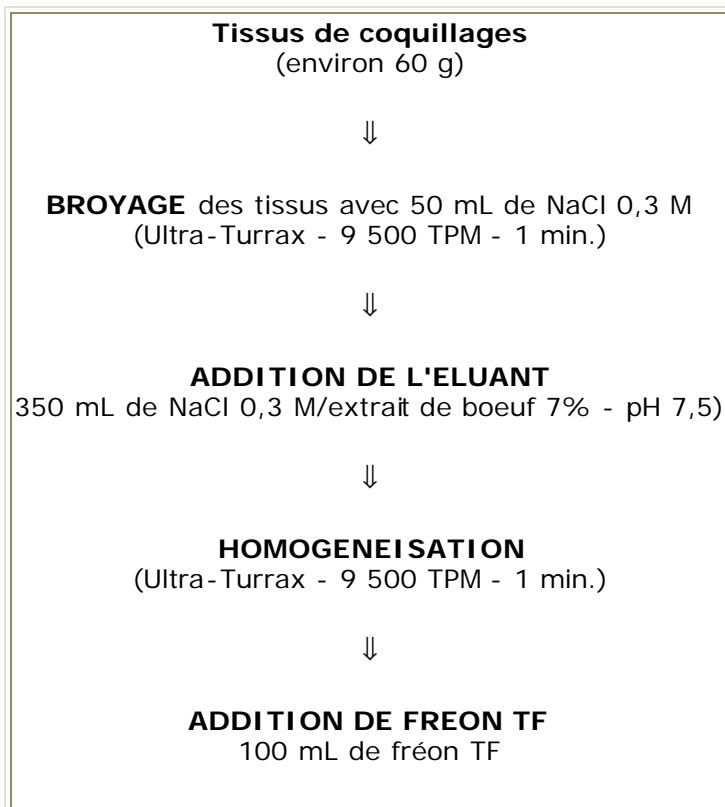 Tissus de coquillages
(environ 60 g)
⇓
BROYAGE des tissus avec 50 mL de NaCl 0,3 M
(Ultra-Turrax - 9 500 TPM - 1 min.)
⇓
ADDITION DE L'ELUANT
350 mL de NaCl 0,3 M/extrait de boeuf 7% - pH 7,5)
⇓
HOMOGENEISATION
(Ultra-Turrax - 9 500 TPM - 1 min.)
⇓
ADDITION DE FREON TF
100 mL de fréon TF